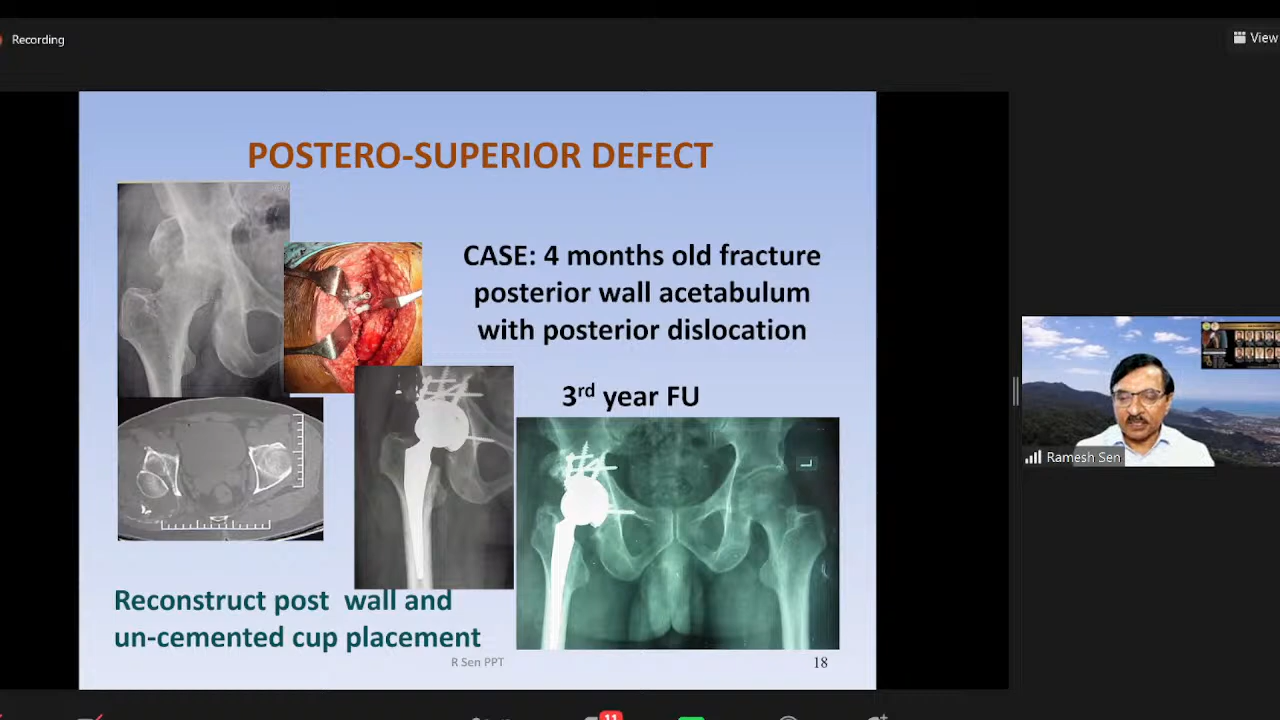 Recording
View
POSTERO-SUPERIOR DEFECT
CASE: 4 months old fracture
posterior wall acetabulum
with posterior dislocation
3rd year FU
L
Reconstruct post wall and
un-cemented cup placement
R Sen PPT
18
Ramesh Sen
11